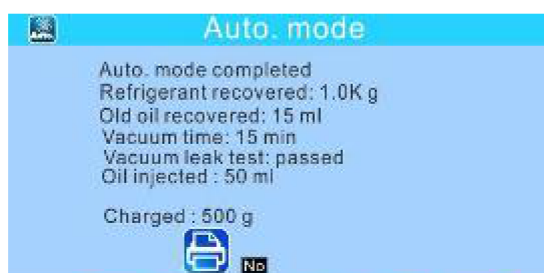 Auto.
Auto. mode
Auto. mode completed
Refrigerant recovered: 1.0K g
Old oil recovered: 15 ml
Vacuum time: 15 min
Vacuum leak test: passed
Oil injected : 50 ml
Charged : 500 g
No